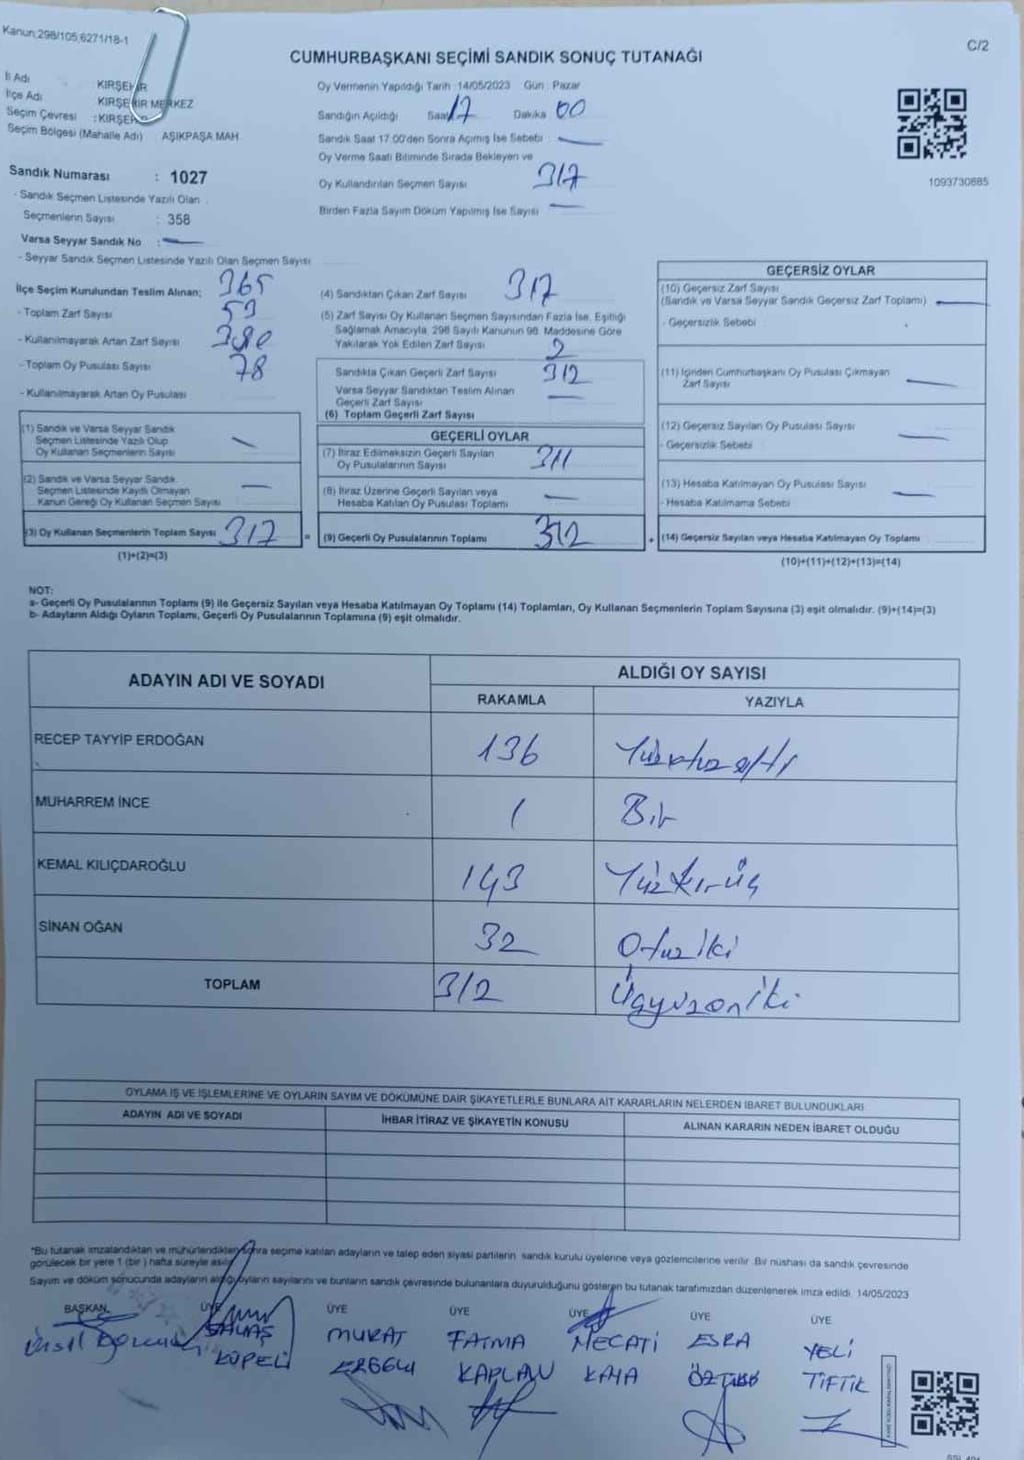 Kanun;298/105,6271/18-1
C/2
CUMHURBAŞKANI SEÇİMİ SANDIK SONUÇ TUTANAĞI
İl Adı KIRŞEHİR
İlçe Adı KIRŞEHİR MERKEZ
Seçim Çevresi : KIRŞEHİR
Seçim Bölgesi (Mahalle Adı) AŞIKPAŞA MAH
Sandık Numarası : 1027
- Sandık Seçmen Listesinde Yazılı Olan
Seçmenlerin Sayısı : 358
Varsa Seyyar Sandık No :
- Seyyar Sandık Seçmen Listesinde Yazılı Olan Seçmen Sayısı
Oy Vermenin Yapıldığı Tarih 14/05/2023 Gün : Pazar
Sandığın Açıldığı Saat 17 Dakika 00
Sandık Saat 17.00'den Sonra Açımış İse Sebebi
Oy Verme Saati Bitiminde Sırada Bekleyen ve
Oy Kullandırılan Seçmen Sayısı 317
Birden Fazla Sayım Döküm Yapılmış İse Sayısı
1093730885
İlçe Seçim Kurulundan Teslim Alınan; 365
- Toplam Zarf Sayısı 53
- Kullanılmayarak Artan Zarf Sayısı 380
- Toplam Oy Pusulası Sayısı 78
- Kullanılmayarak Artan Oy Pusulası
(1) Sandık ve Varsa Seyyar Sandık
Seçmen Listesinde Yazılı Olup
Oy Kullanan Seçmenlerin Sayısı
(2) Sandık ve Varsa Seyyar Sandık
Seçmen Listesinde Kayıtlı Olmayan
Kanun Gereği Oy Kullanan Seçmen Sayısı
(3) Oy Kullanan Seçmenlerin Toplam Sayısı 317
(1)+(2)=(3)
(4) Sandıktan Çıkan Zarf Sayısı 317
(5) Zarf Sayısı Oy Kullanan Seçmen Sayısından Fazla İse, Eşitliği
Sağlamak Amacıyla, 298 Sayılı Kanunun 98. Maddesine Göre
Yakılarak Yok Edilen Zarf Sayısı 2
Sandıkta Çıkan Geçerli Zarf Sayısı 312
Varsa Seyyar Sandıktan Teslim Alınan
Geçerli Zarf Sayısı
(6) Toplam Geçerli Zarf Sayısı
GEÇERLİ OYLAR
(7) İtiraz Edilmeksizin Geçerli Sayılan
Oy Pusulalarının Sayısı 311
(8) İtiraz Üzerine Geçerli Sayılan veya
Hesaba Katılan Oy Pusulası Toplamı
= (9) Geçerli Oy Pusulalarının Toplamı 312 +
GEÇERSİZ OYLAR
(10) Geçersiz Zarf Sayısı
(Sandık ve Varsa Seyyar Sandık Geçersiz Zarf Toplamı)
- Geçersizlik Sebebi
(11) İçinden Cumhurbaşkanı Oy Pusulası Çıkmayan
Zarf Sayısı
(12) Geçersiz Sayılan Oy Pusulası Sayısı
- Geçersizlik Sebebi
(13) Hesaba Katılmayan Oy Pusulası Sayısı
- Hesaba Katılmama Sebebi
(14) Geçersiz Sayılan veya Hesaba Katılmayan Oy Toplamı
(10)+(11)+(12)+(13)=(14)
NOT:
a- Geçerli Oy Pusulalarının Toplamı (9) ile Geçersiz Sayılan veya Hesaba Katılmayan Oy Toplamı (14) Toplamları, Oy Kullanan Seçmenlerin Toplam Sayısına (3) eşit olmalıdır. (9)+(14)=(3)
b- Adayların Aldığı Oyların Toplamı, Geçerli Oy Pusulalarının Toplamına (9) eşit olmalıdır.
ADAYIN ADI VE SOYADI ALDIĞI OY SAYISI
RAKAMLA YAZIYLA
RECEP TAYYİP ERDOĞAN 136 Yüzotuzaltı
MUHARREM İNCE 1 Bir
KEMAL KILIÇDAROĞLU 143 Yüzkırküç
SİNAN OĞAN 32 Otuziki
TOPLAM 312 Üçyüzoniki
OYLAMA İŞ VE İŞLEMLERİNE VE OYLARIN SAYIM VE DÖKÜMÜNE DAİR ŞİKAYETLERLE BUNLARA AİT KARARLARIN NELERDEN İBARET BULUNDUKLARI
ADAYIN ADI VE SOYADI İHBAR İTİRAZ VE ŞİKAYETİN KONUSU ALINAN KARARIN NEDEN İBARET OLDUĞU
*Bu tutanak imzalandıktan ve mühürlendikten sonra seçime katılan adayların ve talep eden siyasi partilerin sandık kurulu üyelerine veya gözlemcilerine verilir. Bir nüshası da sandık çevresinde
görülecek bir yere 1 (bir) hafta süreyle asılır.
Sayım ve döküm sonucunda adayların aldığı oyların sayılarını ve bunların sandık çevresinde bulunanlara duyurulduğunu gösteren bu tutanak tarafımızdan düzenlenerek imza edildi. 14/05/2023
BAŞKAN ÜYE ÜYE ÜYE ÜYE ÜYE ÜYE
SAVAŞ MURAT FATMA NECATİ ESRA VELİ
KÜPELİ KAPLAN KAYA TİFTİK